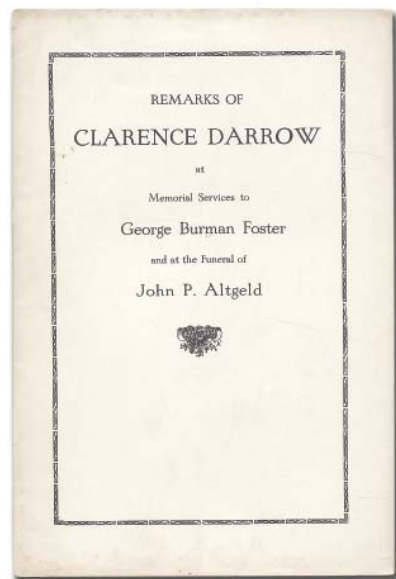 REMARKS OF
CLARENCE DARROW
at
Memorial Services to
George Burman Foster
and at the Funeral of
John P. Altgeld